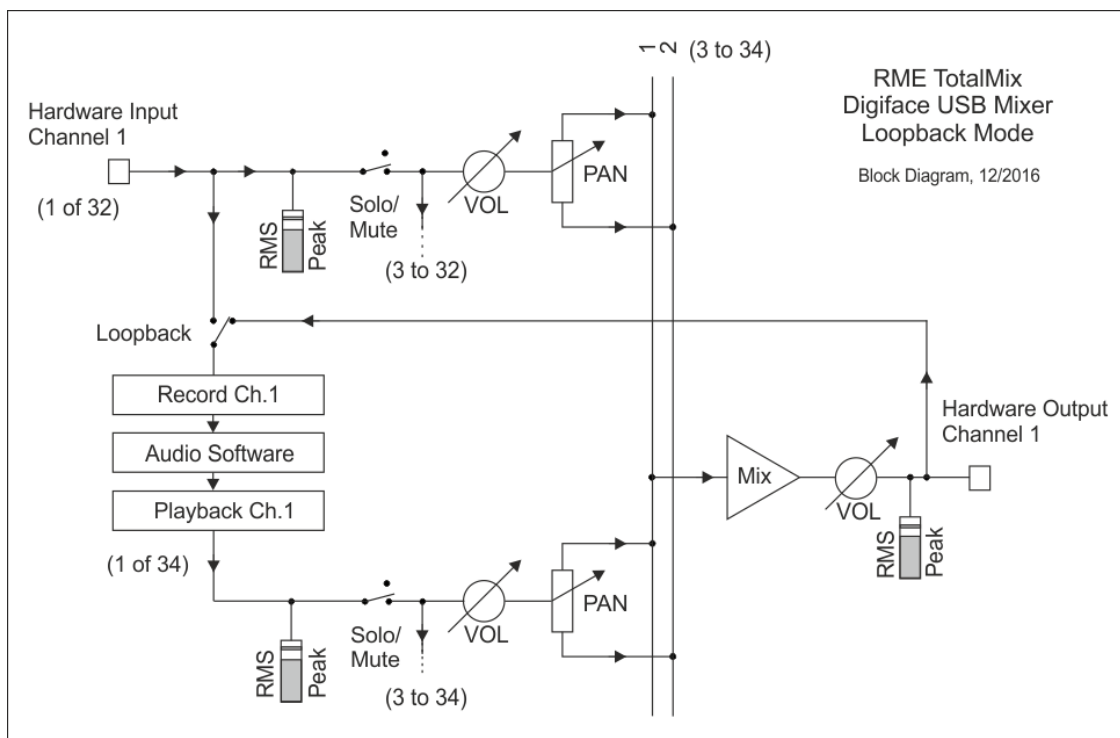 1
2
(3 to 34)
RME TotalMix
Digiface USB Mixer
Loopback Mode
Block Diagram, 12/2016
Hardware Input
Channel 1
(1 of 32)
RMS
Peak
Solo/
Mute
(3 to 32)
VOL
PAN
Loopback
Record Ch.1
Audio Software
Playback Ch.1
(1 of 34)
RMS
Peak
Solo/
Mute
(3 to 34)
VOL
PAN
Mix
VOL
Hardware Output
Channel 1
RMS
Peak